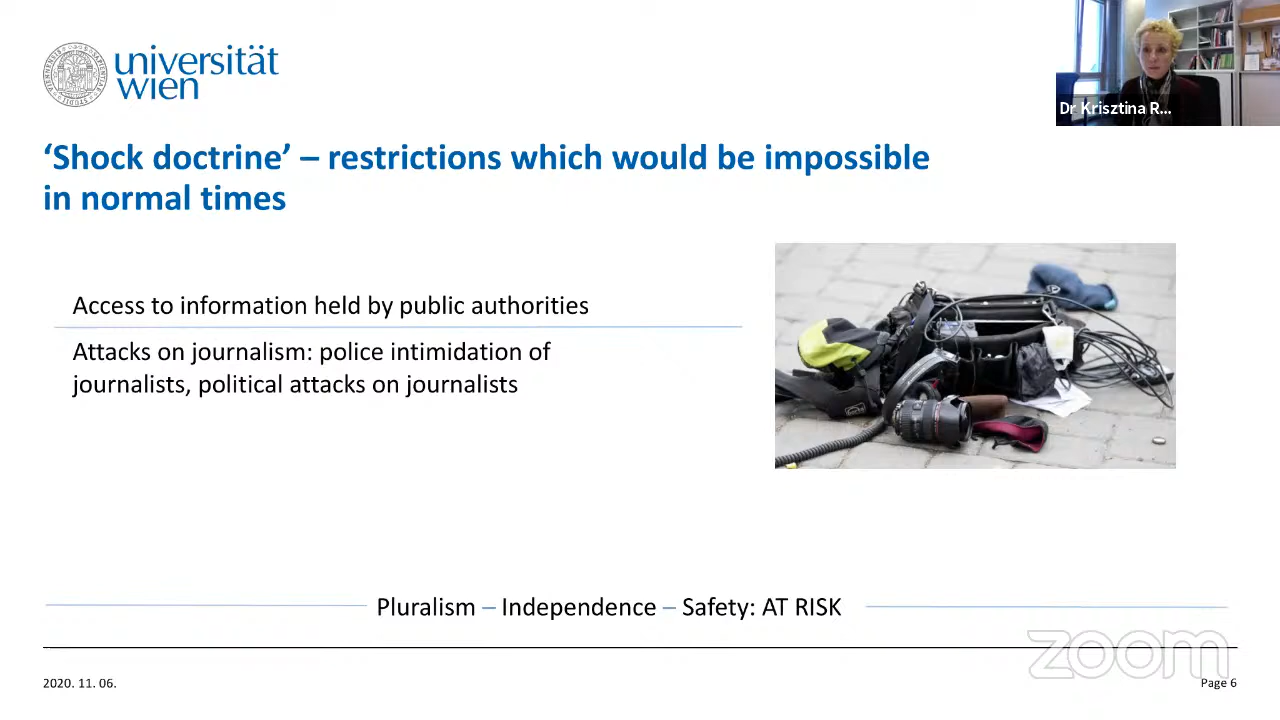 universität
wien
Dr Krisztina R...
‘Shock doctrine’ – restrictions which would be impossible
in normal times
Access to information held by public authorities
Attacks on journalism: police intimidation of
journalists, political attacks on journalists
Pluralism – Independence – Safety: AT RISK
zoom
2020. 11. 06.
Page 6